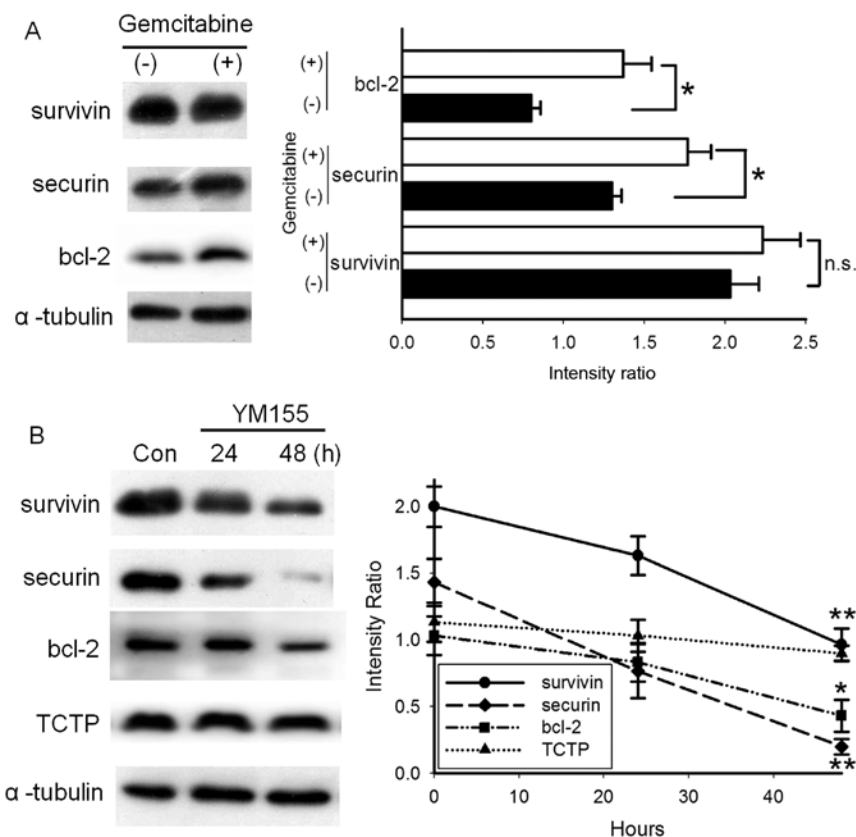 A
Gemcitabine
(-) (+)
survivin
securin
bcl-2
α -tubulin
Gemcitabine
(+)
(-)
bcl-2
*
(+)
(-)
securin
*
(+)
(-)
survivin
n.s.
0.0 0.5 1.0 1.5 2.0 2.5
Intensity ratio
B
YM155
Con 24 48 (h)
survivin
securin
bcl-2
TCTP
α -tubulin
Intensity Ratio
2.0
1.5
1.0
0.5
0.0
**
*
**
survivin
securin
bcl-2
TCTP
0 10 20 30 40
Hours